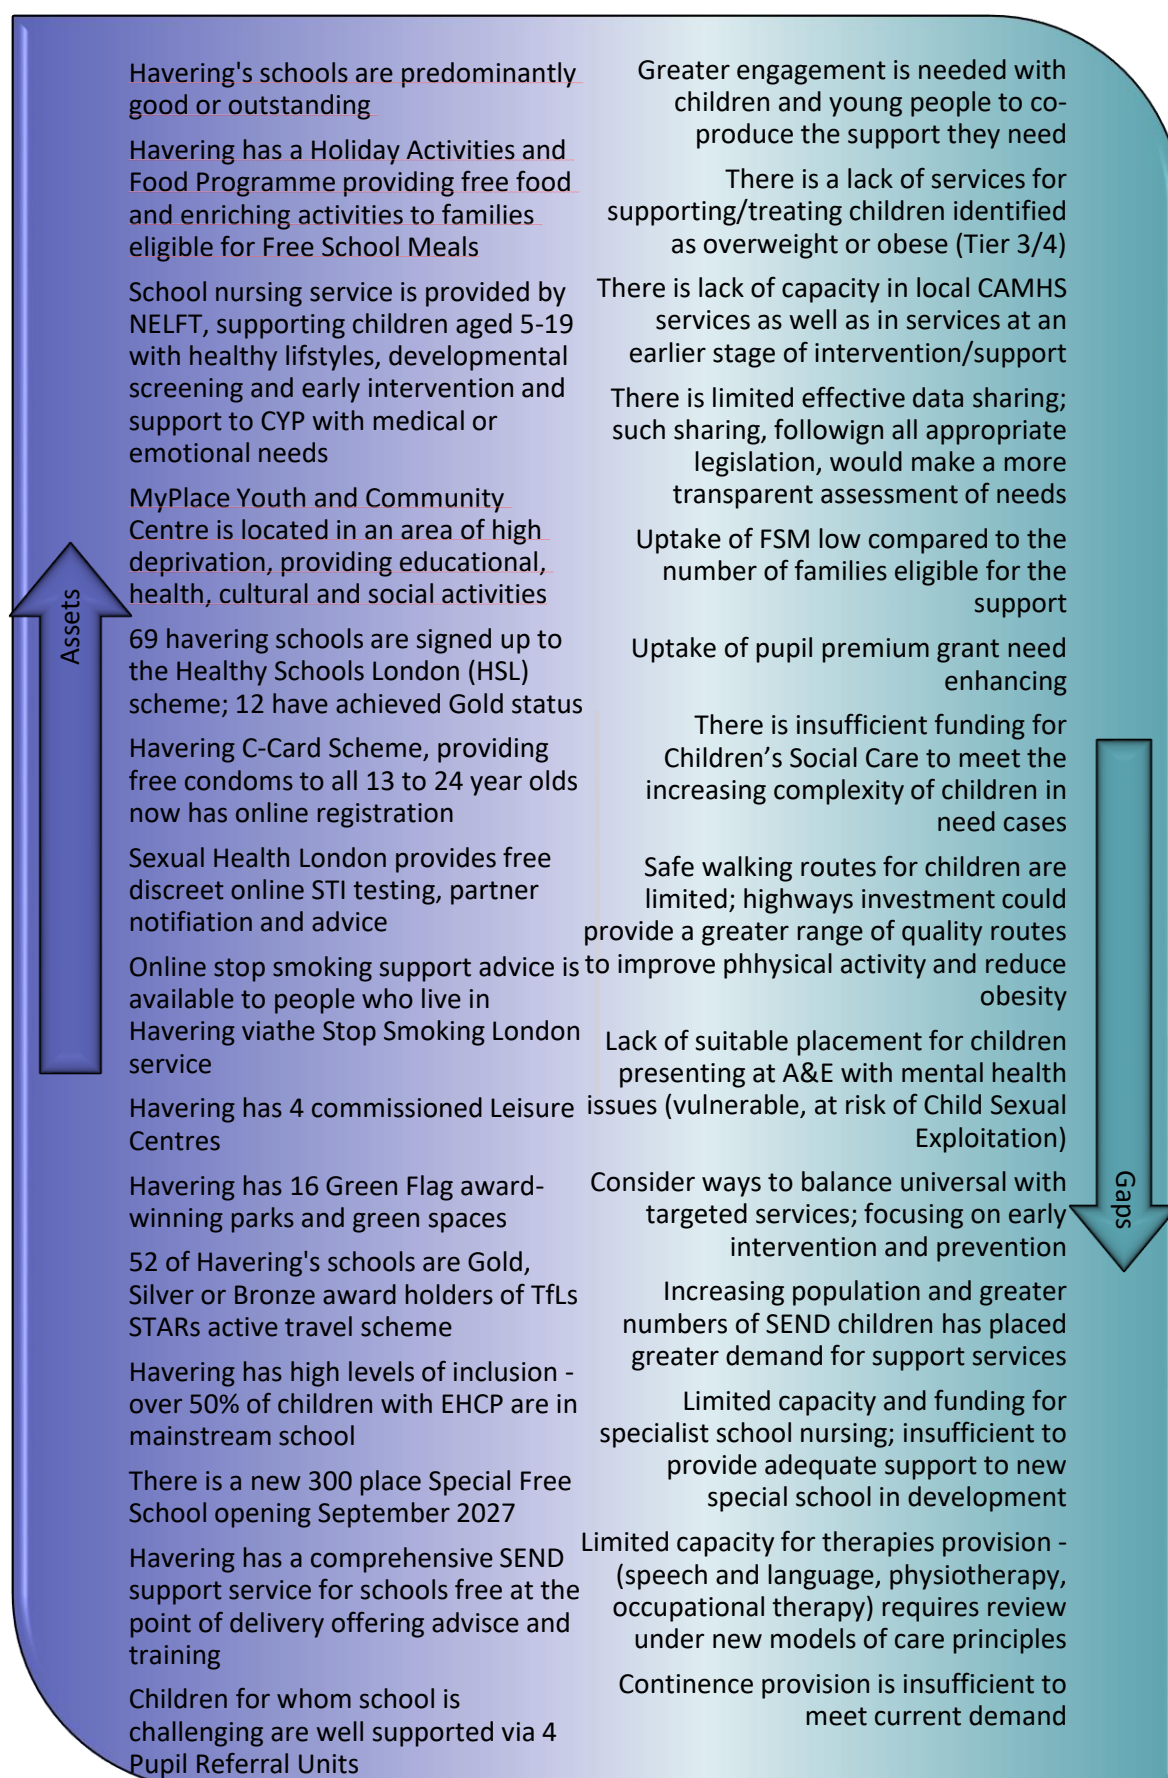 Havering's schools are predominantly
good or outstanding
Havering has a Holiday Activities and
Food Programme providing free food
and enriching activities to families
eligible for Free School Meals
School nursing service is provided by
NELFT, supporting children aged 5-19
with healthy lifstyles, developmental
screening and early intervention and
support to CYP with medical or
emotional needs
MyPlace Youth and Community
Centre is located in an area of high
deprivation, providing educational,
health, cultural and social activities
69 havering schools are signed up to
the Healthy Schools London (HSL)
scheme; 12 have achieved Gold status
Havering C-Card Scheme, providing
free condoms to all 13 to 24 year olds
now has online registration
Sexual Health London provides free
discreet online STI testing, partner
notifiation and advice
Online stop smoking support advice is
available to people who live in
Havering viathe Stop Smoking London
service
Havering has 4 commissioned Leisure
Centres
Havering has 16 Green Flag award-
winning parks and green spaces
52 of Havering's schools are Gold,
Silver or Bronze award holders of TfLs
STARs active travel scheme
Havering has high levels of inclusion -
over 50% of children with EHCP are in
mainstream school
There is a new 300 place Special Free
School opening September 2027
Havering has a comprehensive SEND
support service for schools free at the
point of delivery offering advisce and
training
Children for whom school is
challenging are well supported via 4
Pupil Referral Units
Assets
Greater engagement is needed with
children and young people to co-
produce the support they need
There is a lack of services for
supporting/treating children identified
as overweight or obese (Tier 3/4)
There is lack of capacity in local CAMHS
services as well as in services at an
earlier stage of intervention/support
There is limited effective data sharing;
such sharing, followign all appropriate
legislation, would make a more
transparent assessment of needs
Uptake of FSM low compared to the
number of families eligible for the
support
Uptake of pupil premium grant need
enhancing
There is insufficient funding for
Children’s Social Care to meet the
increasing complexity of children in
need cases
Safe walking routes for children are
limited; highways investment could
provide a greater range of quality routes
to improve phhysical activity and reduce
obesity
Lack of suitable placement for children
presenting at A&E with mental health
issues (vulnerable, at risk of Child Sexual
Exploitation)
Consider ways to balance universal with
targeted services; focusing on early
intervention and prevention
Increasing population and greater
numbers of SEND children has placed
greater demand for support services
Limited capacity and funding for
specialist school nursing; insufficient to
provide adequate support to new
special school in development
Limited capacity for therapies provision -
(speech and language, physiotherapy,
occupational therapy) requires review
under new models of care principles
Continence provision is insufficient to
meet current demand
Gaps